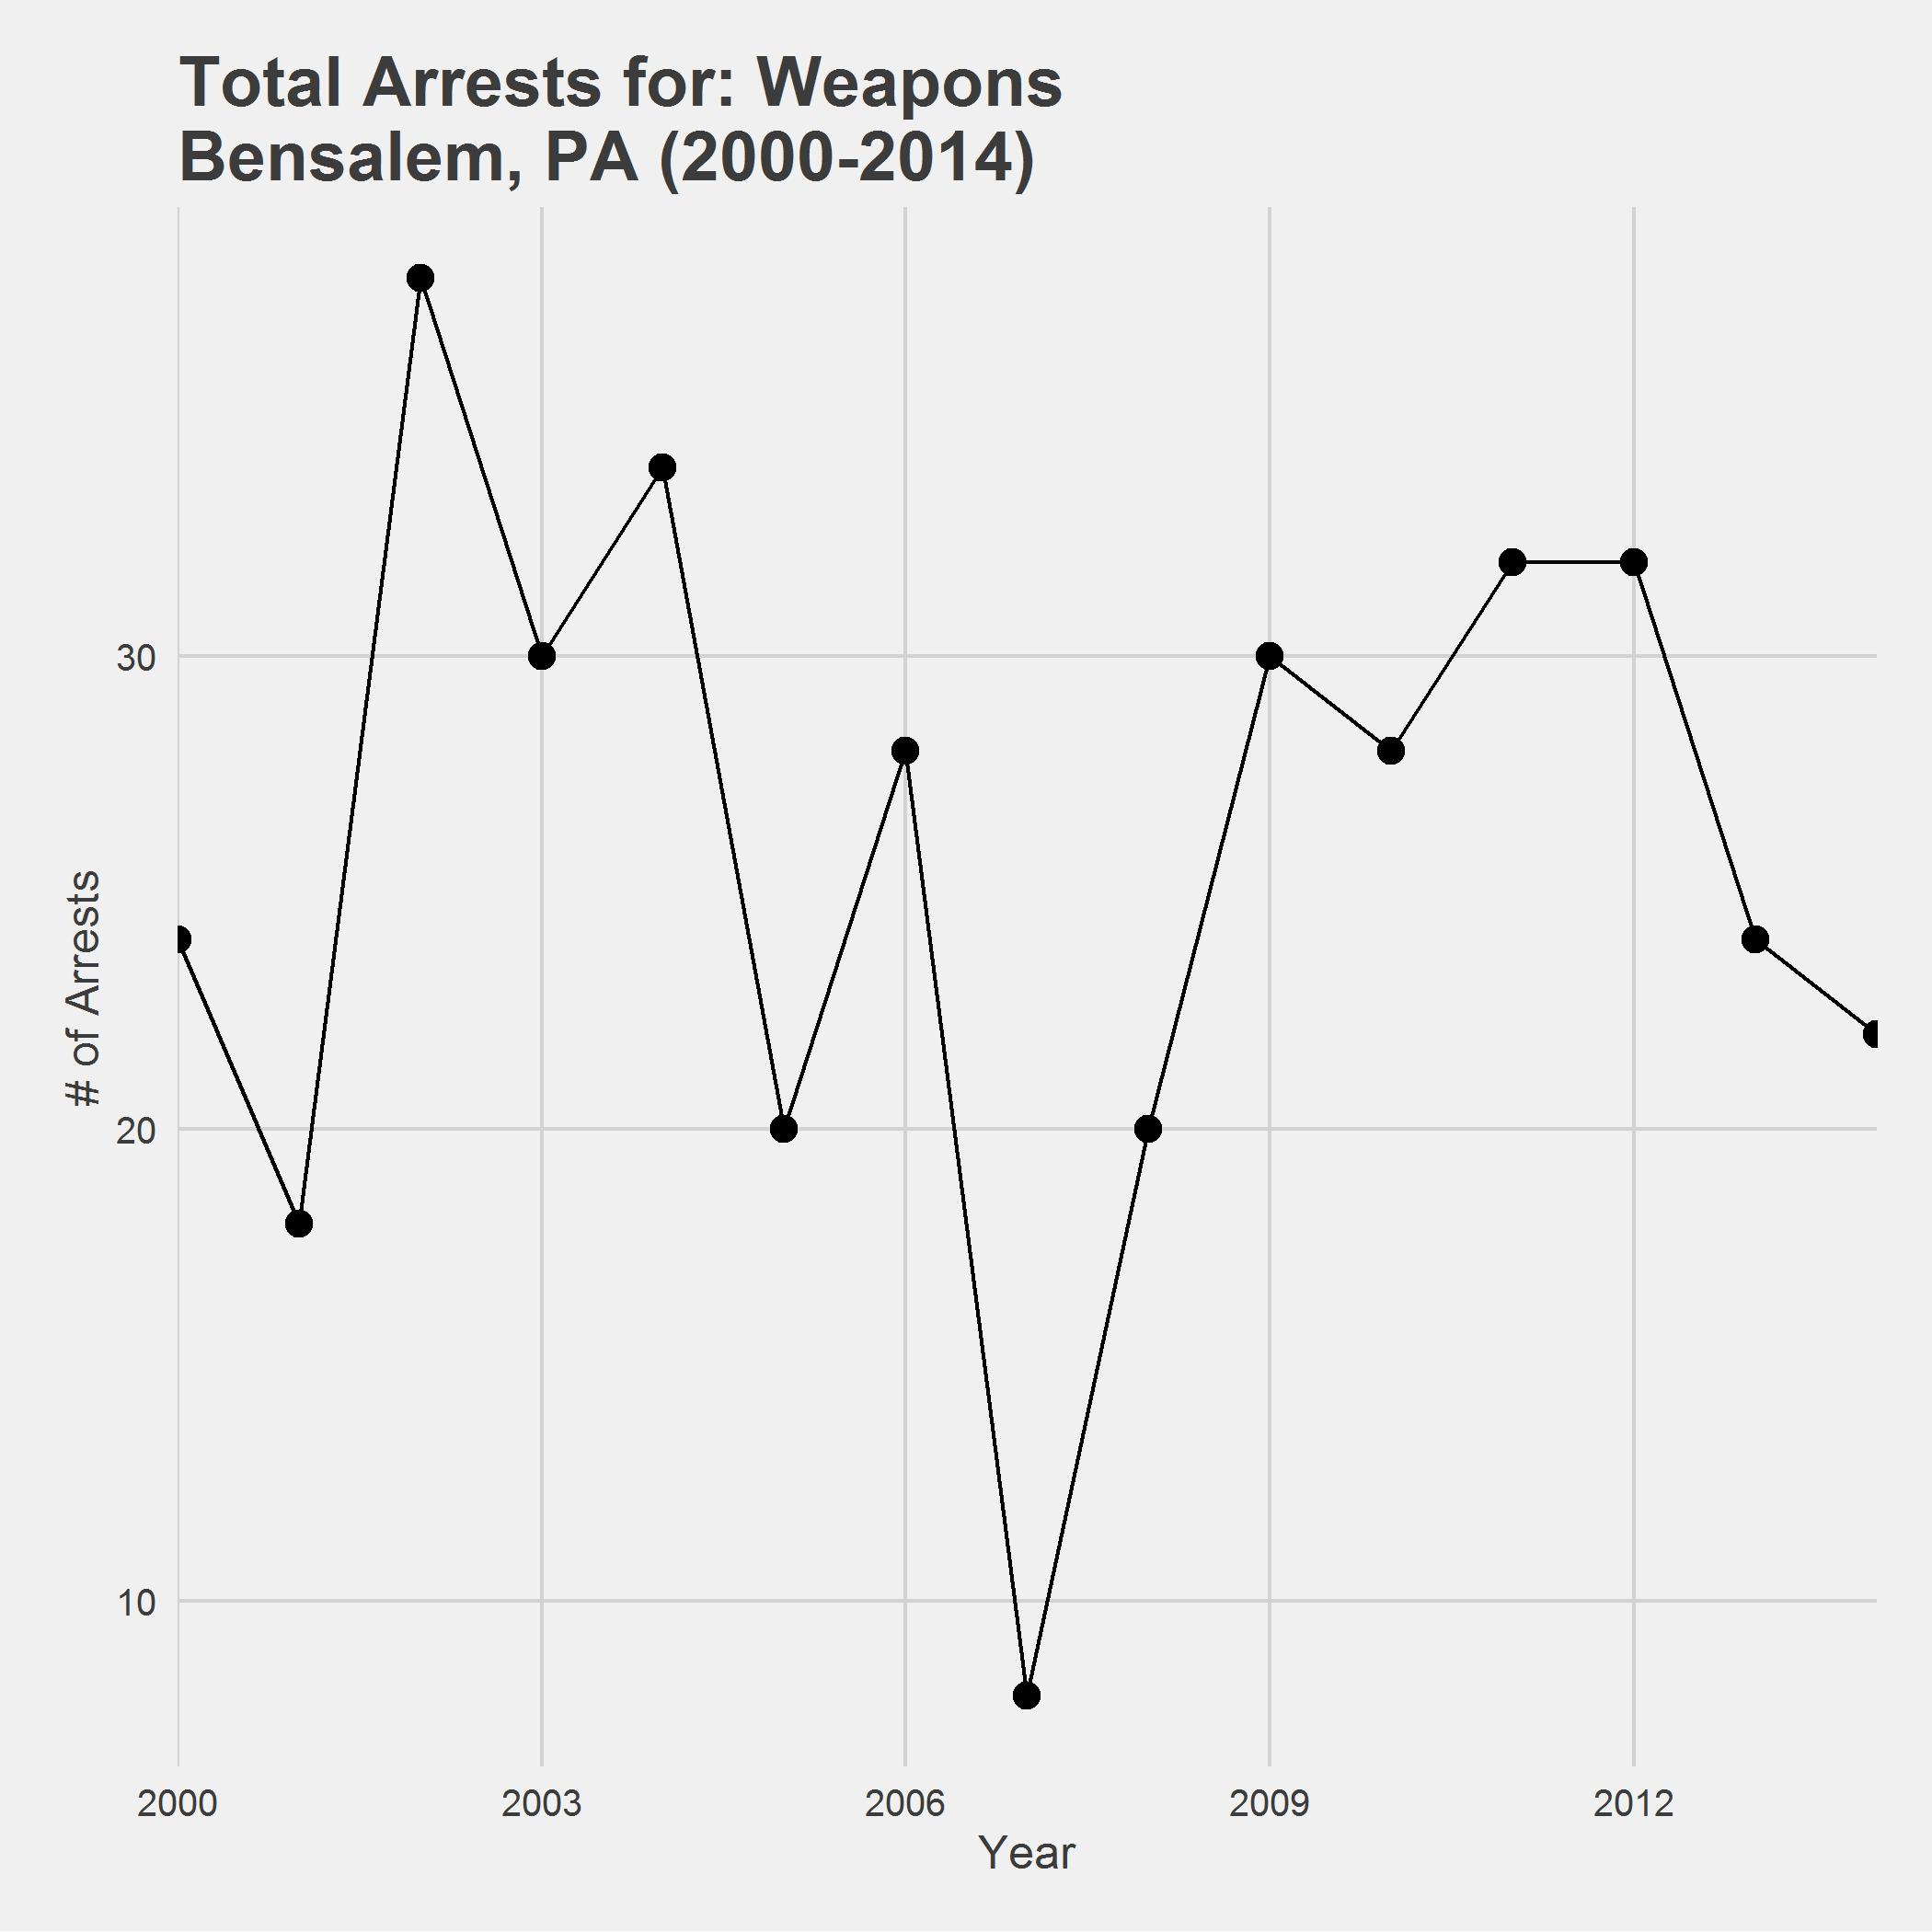 Total Arrests for: Weapons
Bensalem, PA (2000-2014)
# of Arrests
30
20
10
2000 2003 2006 2009 2012
Year